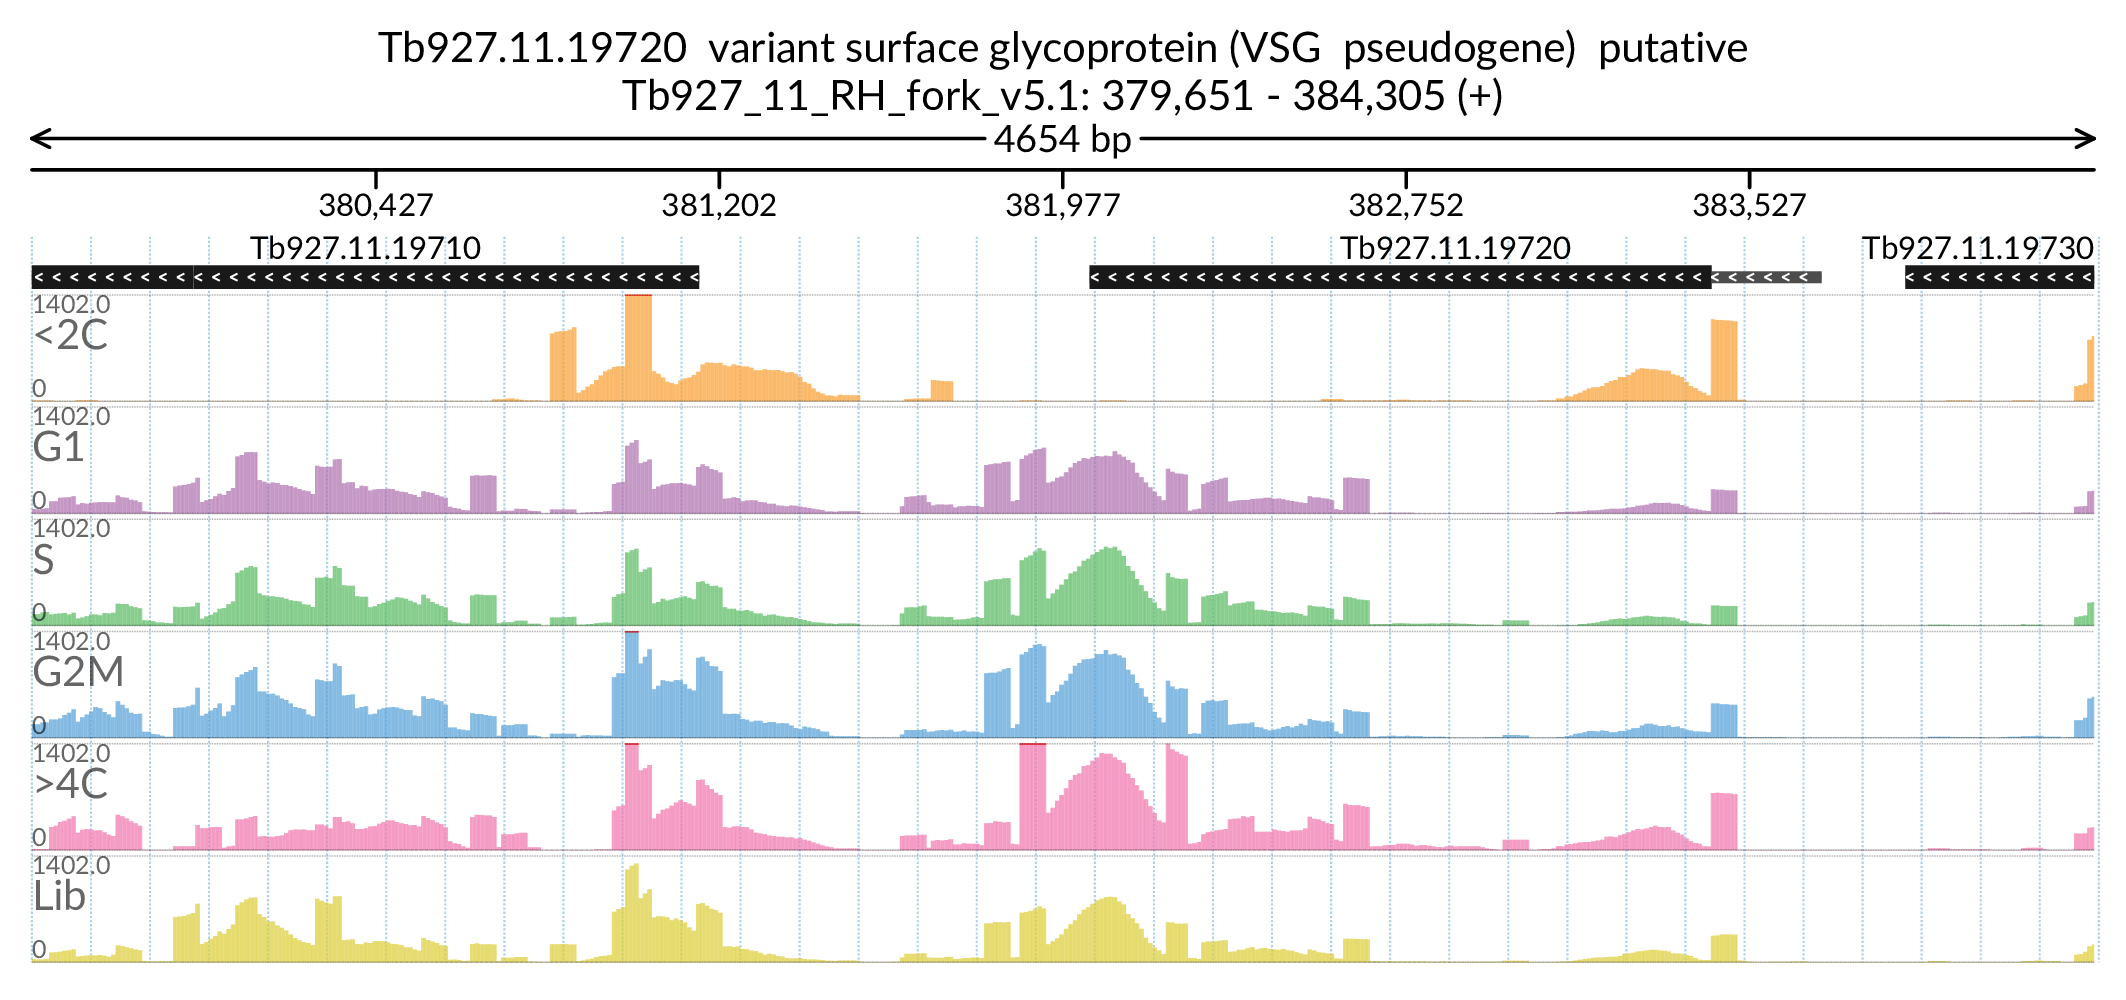 Tb927.11.19720  variant surface glycoprotein (VSG  pseudogene)  putative
Tb927_11_RH_fork_v5.1: 379,651 - 384,305 (+)
4654 bp
380,427 381,202 381,977 382,752 383,527
Tb927.11.19710 Tb927.11.19720 Tb927.11.19730
1402.0
<2C
0
1402.0
G1
0
1402.0
S
0
1402.0
G2M
0
1402.0
>4C
0
1402.0
Lib
0